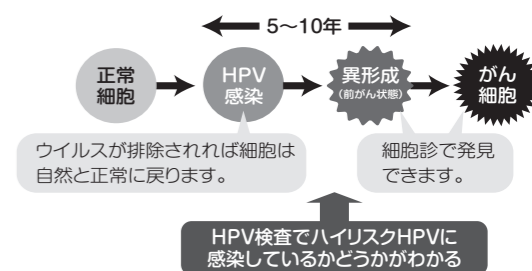 5〜10年
正常
細胞
HPV
感染
異形成
(前がん状態)
がん
細胞
ウイルスが排除されれば細胞は
自然と正常に戻ります。
細胞診で発見
できます。
HPV検査でハイリスクHPVに
感染しているかどうかがわかる